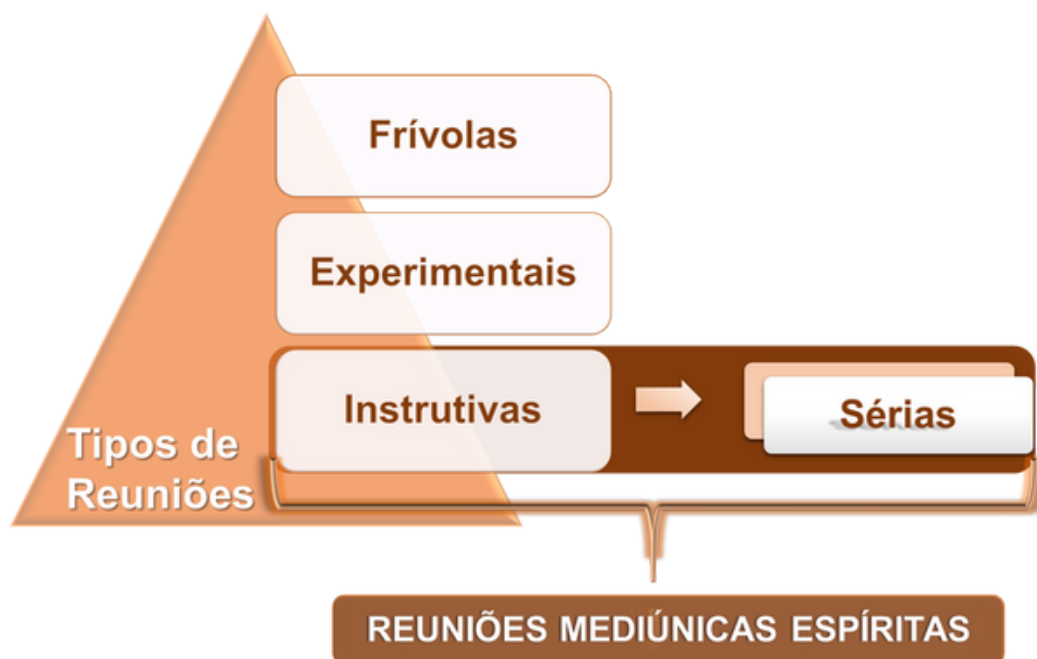 Frívolas
Experimentais
Instrutivas
Sérias
Tipos de
Reuniões
REUNIÕES MEDIÚNICAS ESPÍRITAS